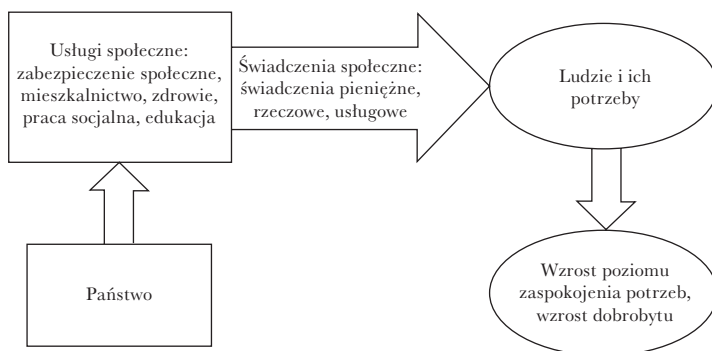 Usługi społeczne:
zabezpieczenie społeczne,
mieszkalnictwo, zdrowie,
praca socjalna, edukacja
Świadczenia społeczne:
świadczenia pieniężne,
rzeczowe, usługowe
Ludzie i ich
potrzeby
Państwo
Wzrost poziomu
zaspokojenia potrzeb,
wzrost dobrobytu